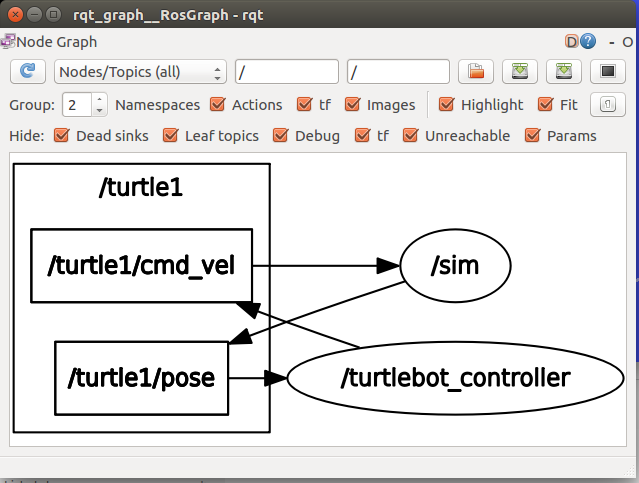 rqt_graph__RosGraph - rqt
Node Graph
D ? - O
Nodes/Topics (all) / /
Group: 2 Namespaces Actions tf Images Highlight Fit
Hide: Dead sinks Leaf topics Debug tf Unreachable Params
/turtle1
/turtle1/cmd_vel
/sim
/turtle1/pose
/turtlebot_controller